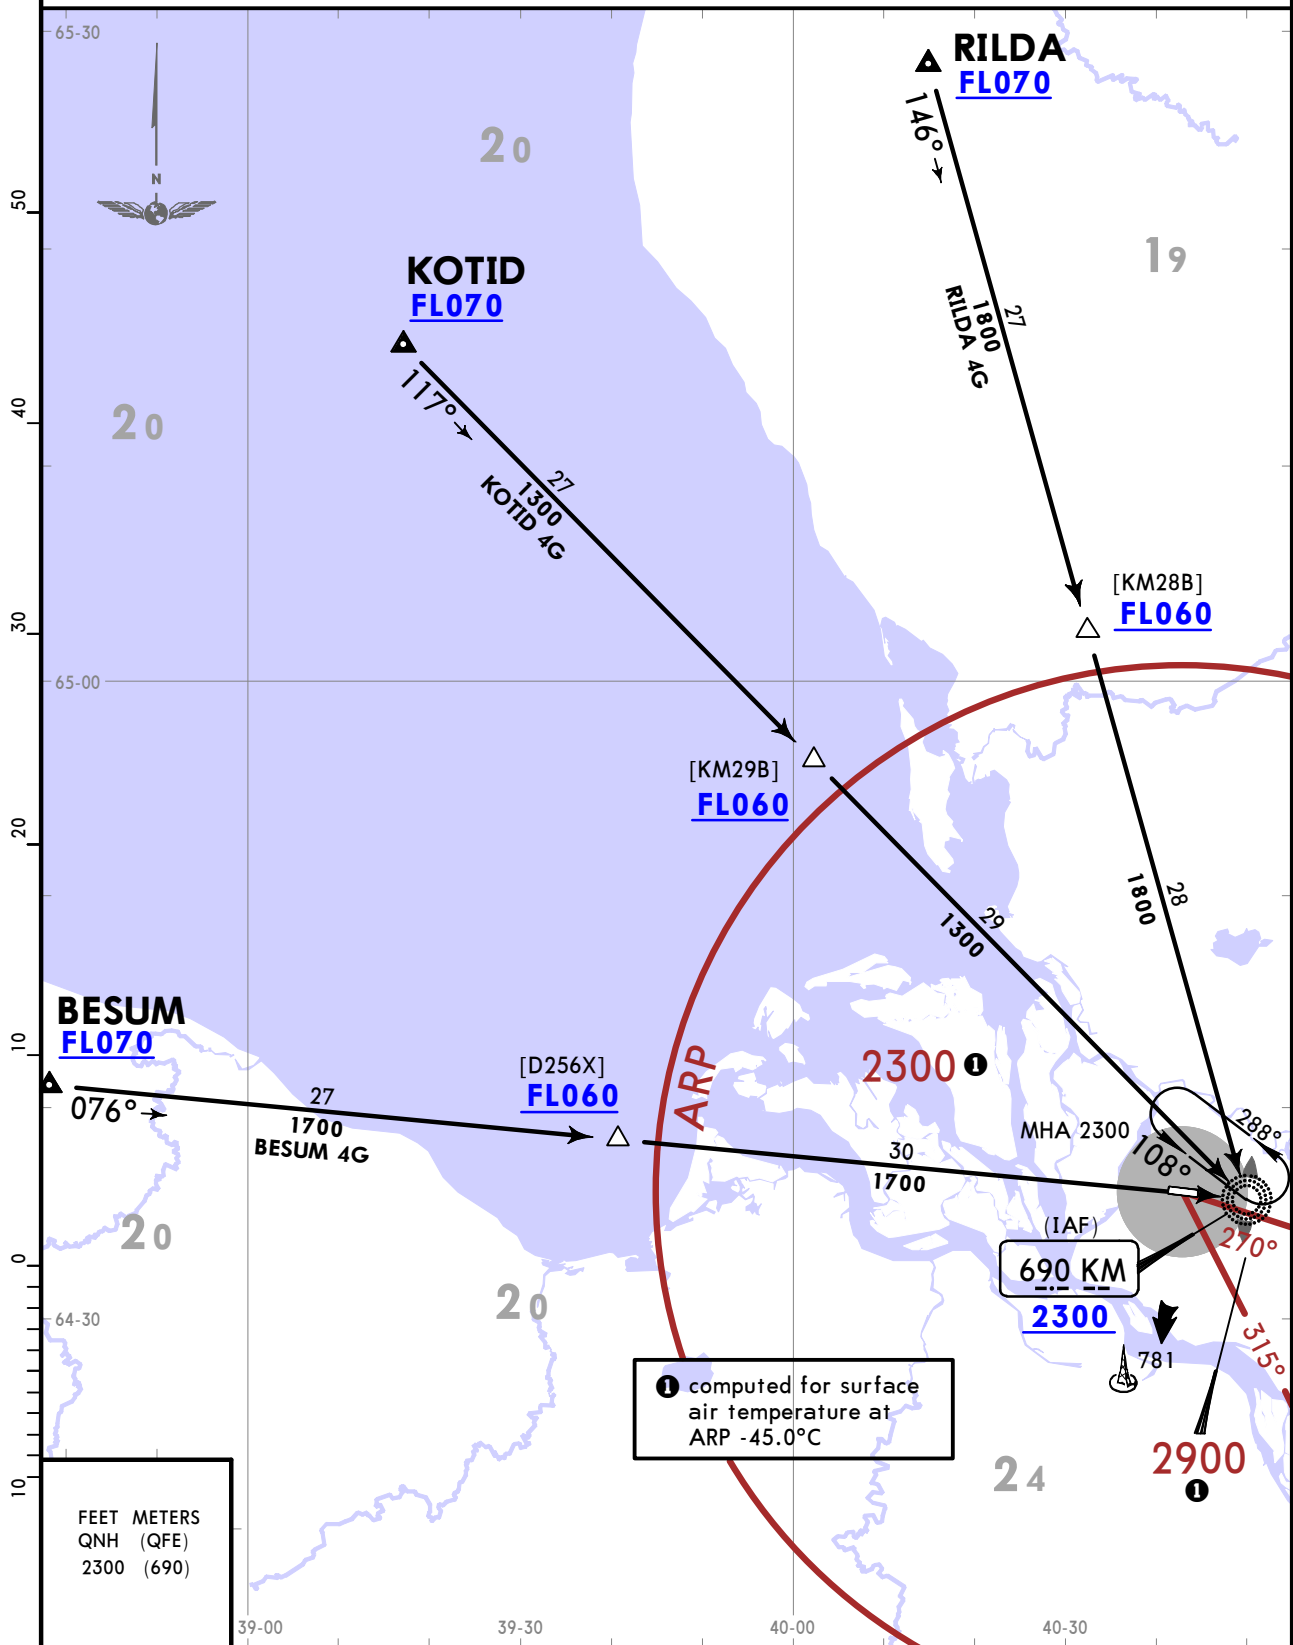 65-30
RILDA
FL070
146°
20
N
50
19
KOTID
FL070
27
1800
RILDA 4G
117°
40
20
27
1300
KOTID 4G
[KM28B]
FL060
30
65-00
[KM29B]
FL060
20
28
1800
29
1300
BESUM
FL070
10
076°
27
1700
BESUM 4G
[D256X]
FL060
ARP
2300 1
MHA 2300
288°
108°
30
1700
20
0
(IAF)
690 KM
2300
270°
20
64-30
315°
781
1 computed for surface
air temperature at
ARP -45.0°C
2900
1
24
10
FEET METERS
QNH (QFE)
2300 (690)
39-00
39-30
40-00
40-30